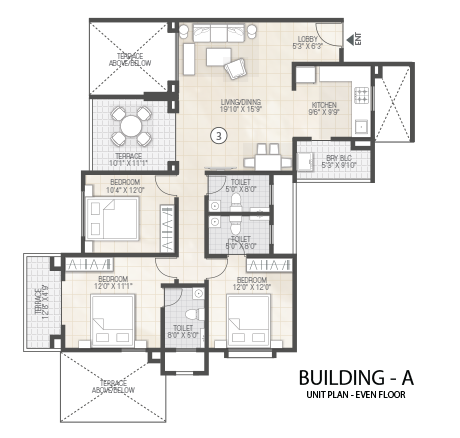 LOBBY
5'3" X 6'3"
ENT
TERRACE
ABOVE/BELOW
LIVING/DINING
19'10 X 15'9"
KITCHEN
9'6" X 9'9"
3
TERRACE
10'1" X 11'1"
BRY BLC
5'3" X 9'10"
BEDROOM
10'4" X 12'0"
TOILET
5'0" X 8'0"
TOILET
5'0" X 8'0"
BEDROOM
12'0" X 11'1"
BEDROOM
12'0" X 12'0"
TERRACE
12'8" X 4'9"
TOILET
8'0" X 5'0"
TERRACE
ABOVE/BELOW
BUILDING - A
UNIT PLAN - EVEN FLOOR